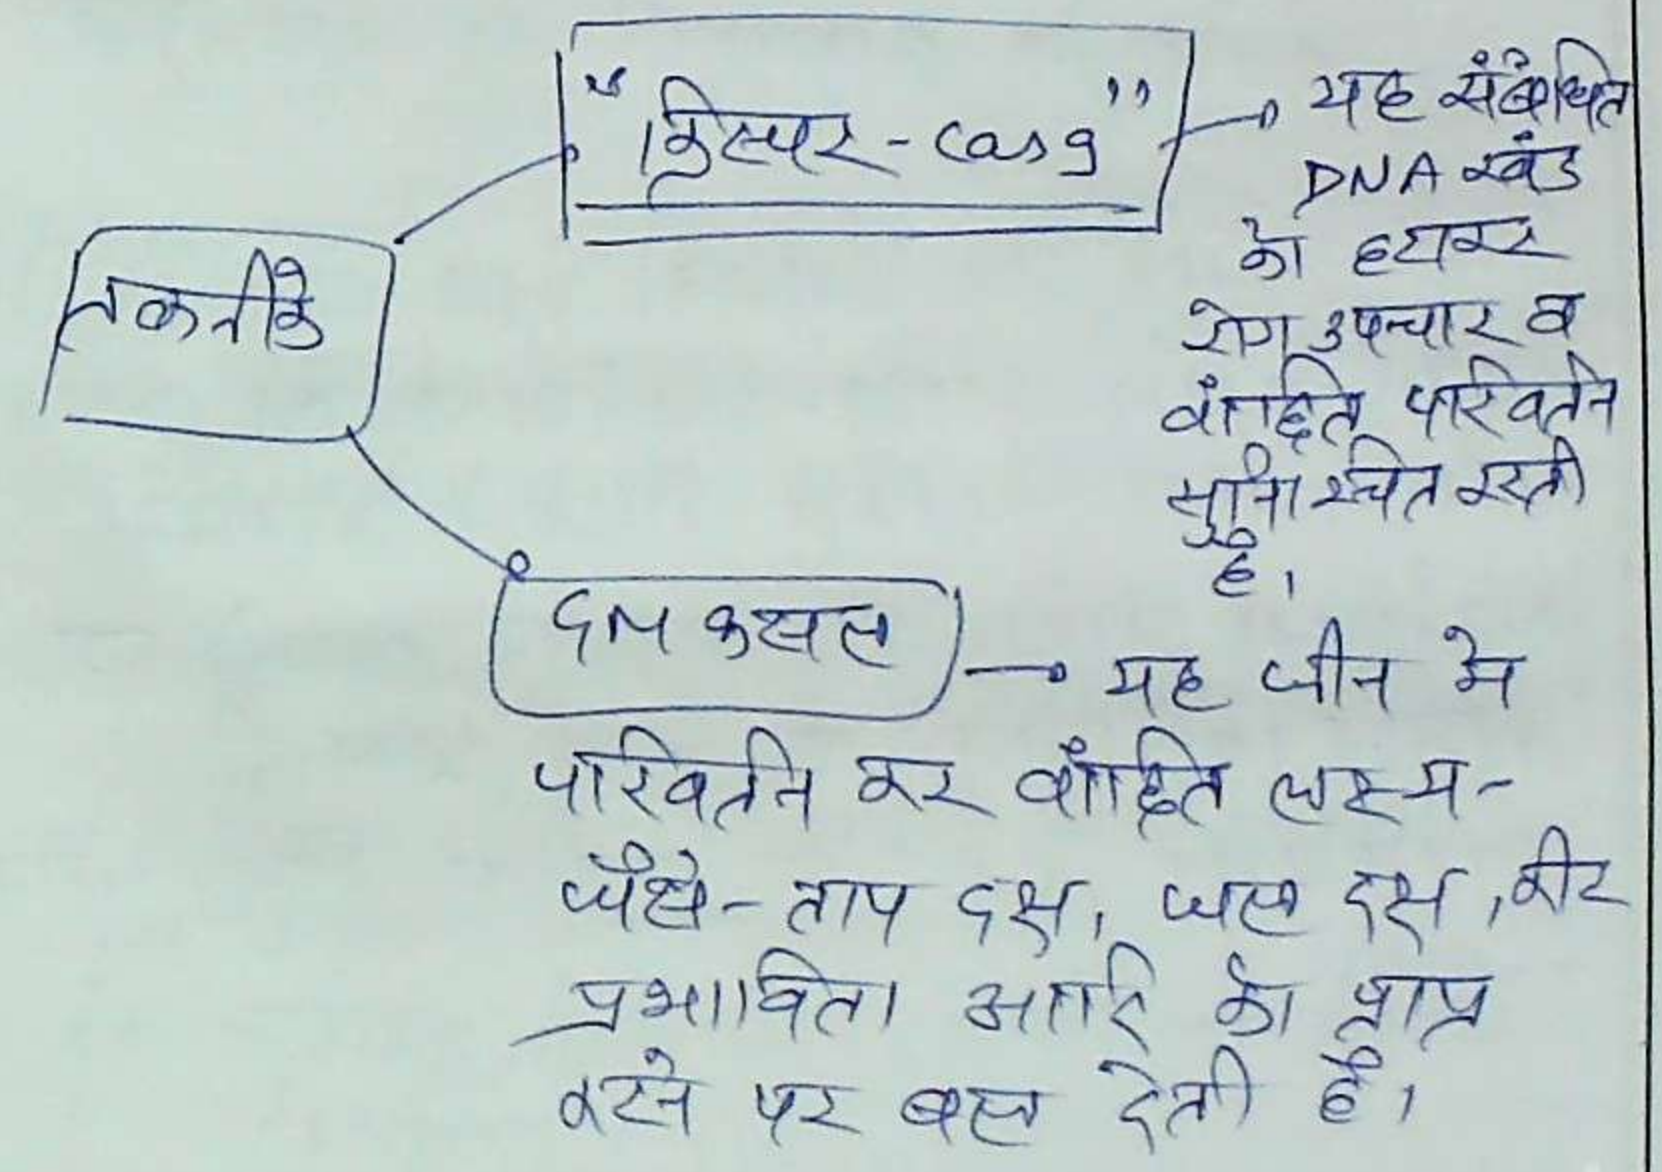 तकनीके
"क्रिस्पर - cas9"
यह संबंधित
DNA खंड
को हटाकर
रोग उपचार व
वांछित परिवर्तन
सुनिश्चित करती
है।
GM फसल
यह जीन मे
परिवर्तन कर वांछित लक्ष्य -
जैसे - ताप दक्ष, जल दक्ष, कीट
प्रभाविता आदि को प्राप्त
करने पर बल देती है।